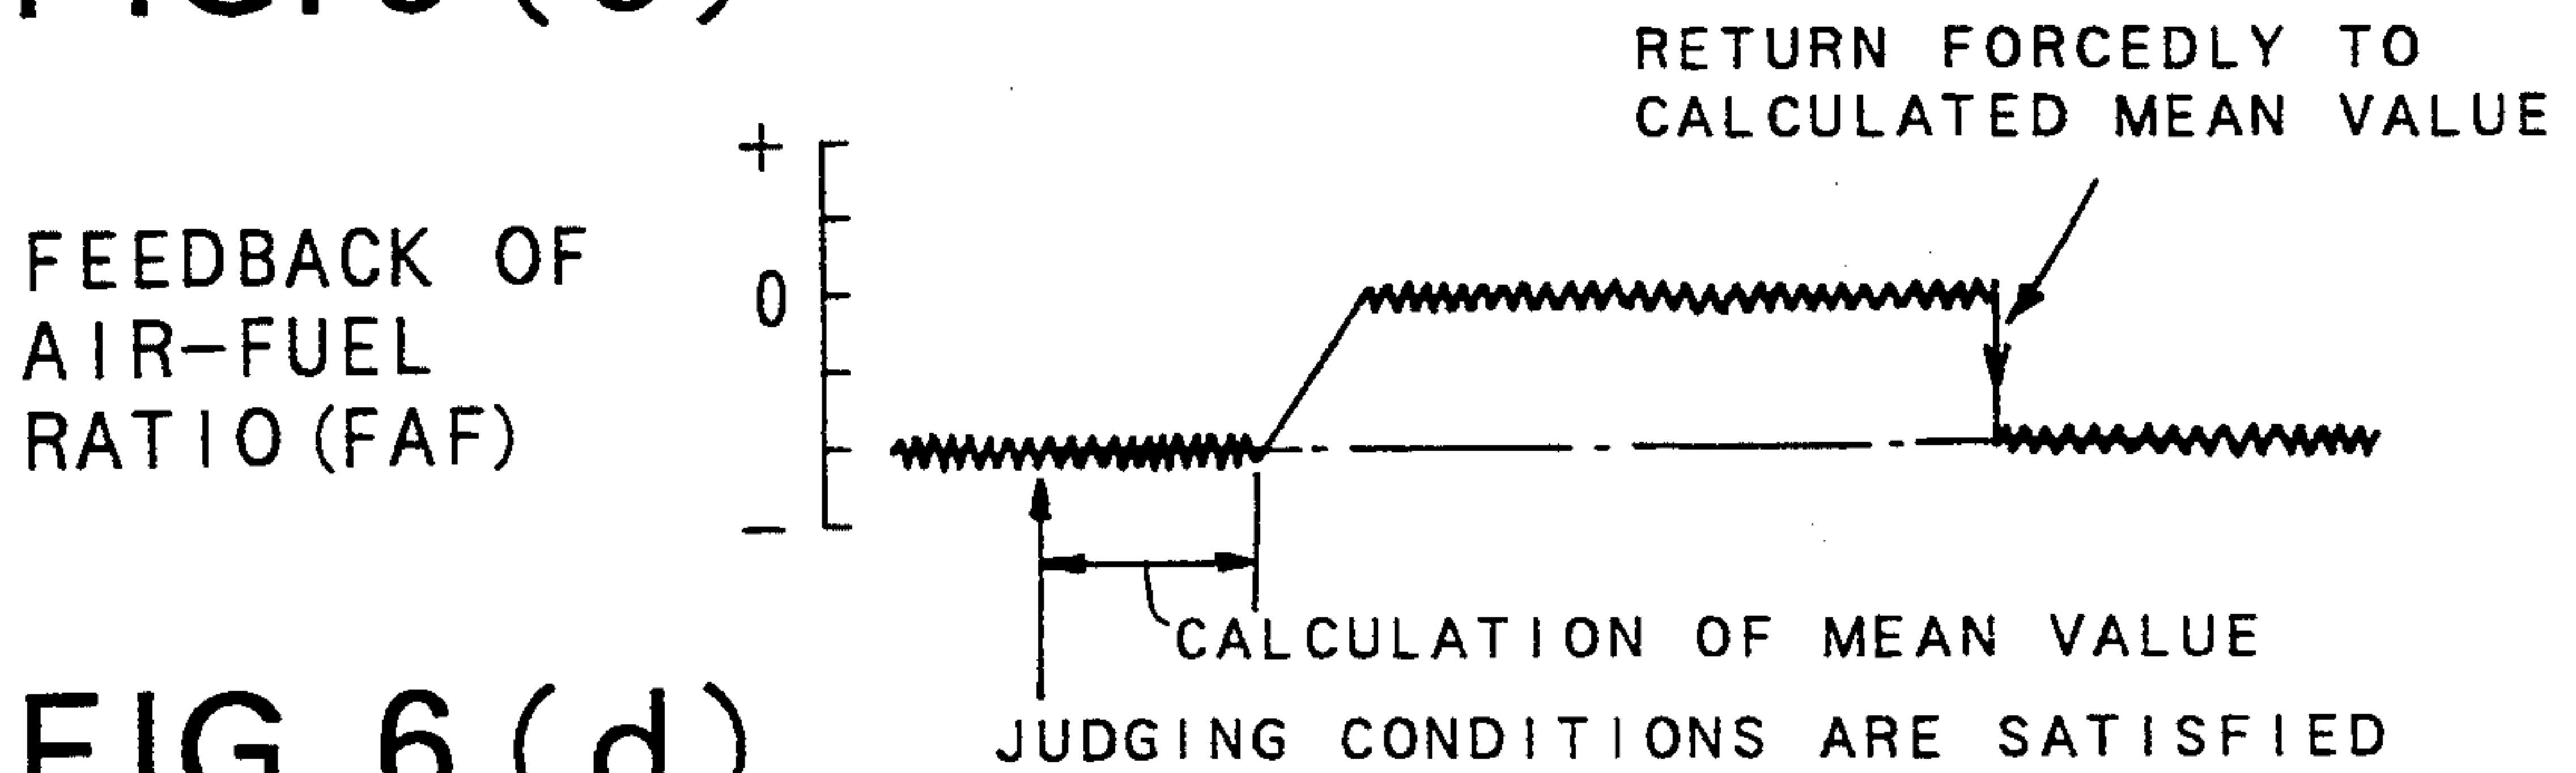 RETURN FORCEDLY TO
CALCULATED MEAN VALUE
+
FEEDBACK OF
AIR-FUEL
RATIO (FAF)
0
-
CALCULATION OF MEAN VALUE
JUDGING CONDITIONS ARE SATISFIED
FIG. 6 (d)